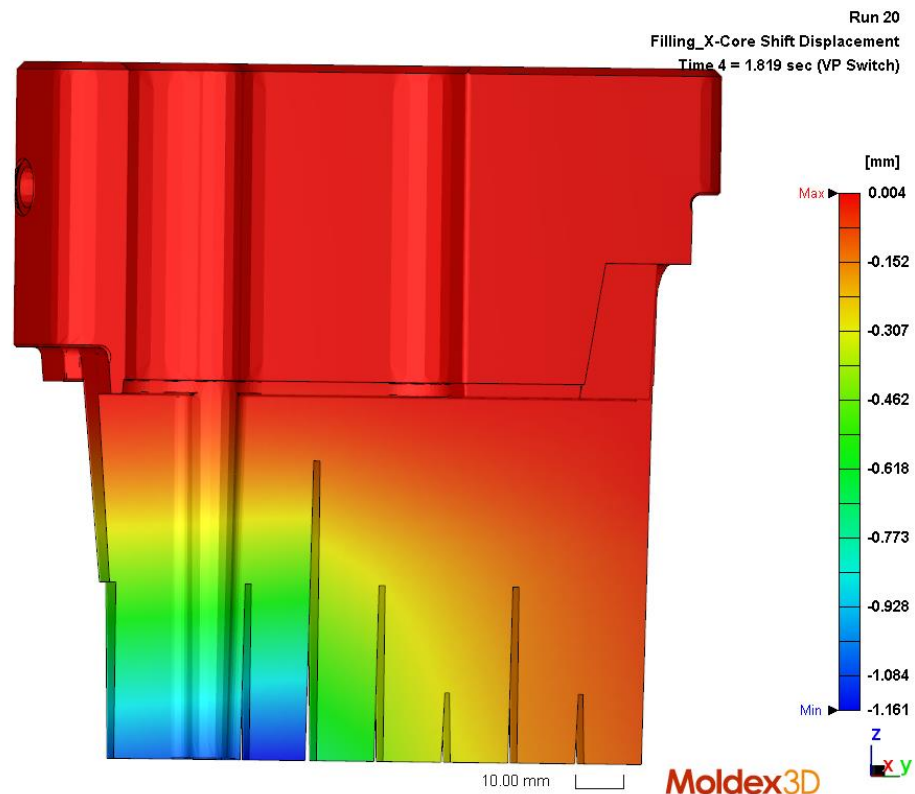 Run 20
Filling_X-Core Shift Displacement
Time 4 = 1.819 sec (VP Switch)
[mm]
Max 0.004
-0.152
-0.307
-0.462
-0.618
-0.773
-0.928
-1.084
Min -1.161
z
x y
10.00 mm
Moldex3D